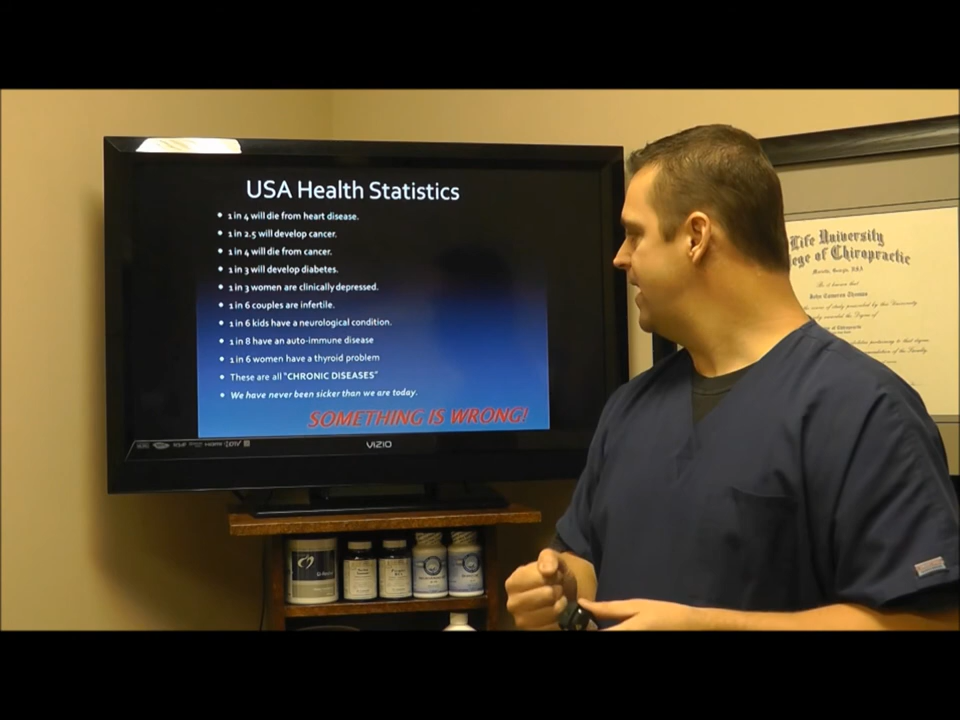 USA Health Statistics
• 1 in 4 will die from heart disease.
• 1 in 2.5 will develop cancer.
• 1 in 4 will die from cancer.
• 1 in 3 will develop diabetes.
• 1 in 3 women are clinically depressed.
• 1 in 6 couples are infertile.
• 1 in 6 kids have a neurological condition.
• 1 in 8 have an auto-immune disease
• 1 in 6 women have a thyroid problem
• These are all "CHRONIC DISEASES"
• We have never been sicker than we are today.
SOMETHING IS WRONG!
VIZIO
Life University
ege of Chiropractic